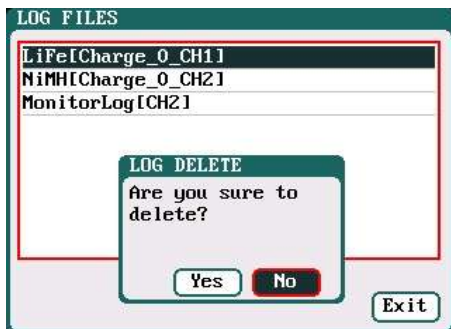 LOG FILES
LiFe[Charge_0_CH1]
NiMH[Charge_0_CH2]
MonitorLog[CH2]
LOG DELETE
Are you sure to
delete?
Yes No
Exit